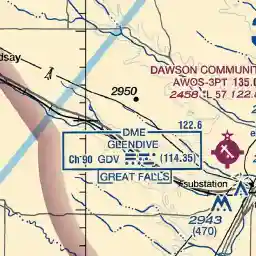 dsay
2950
DAWSON COMMUNIT
AWOS-3PT 135.0
2458 L 57 122.8
122.6
DME
GLENDIVE
Ch 90 GDV (114.35)
GREAT FALLS
substation
2943
(470)